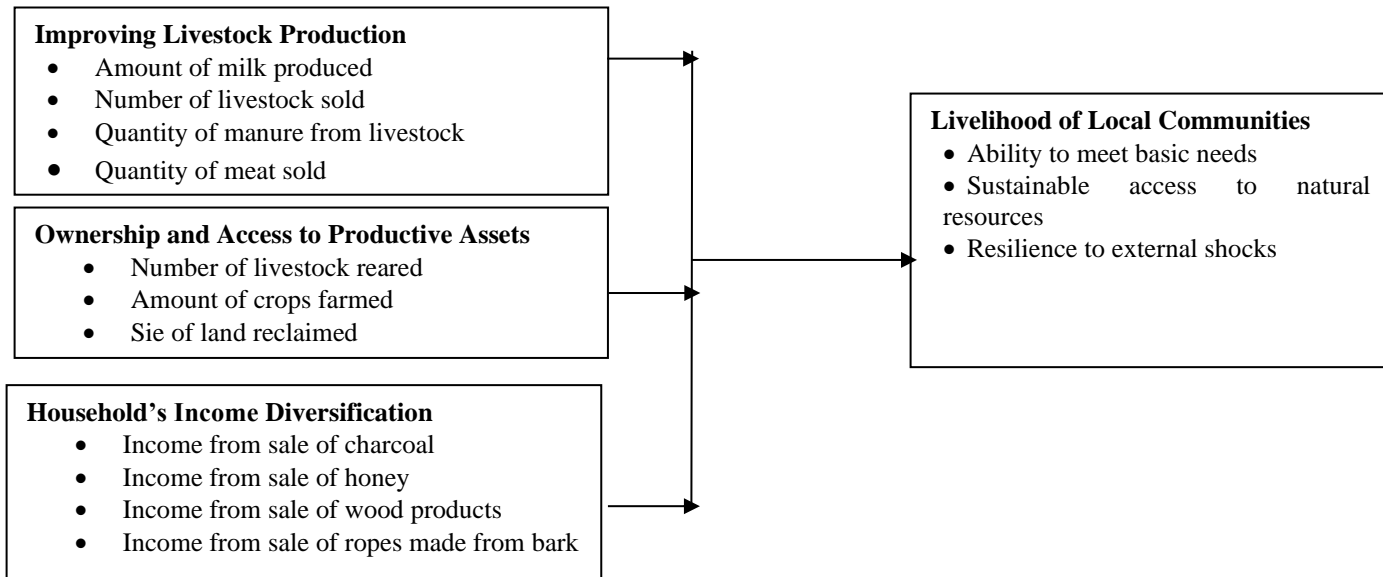 Improving Livestock Production
• Amount of milk produced
• Number of livestock sold
• Quantity of manure from livestock
• Quantity of meat sold
Ownership and Access to Productive Assets
• Number of livestock reared
• Amount of crops farmed
• Sie of land reclaimed
Household’s Income Diversification
• Income from sale of charcoal
• Income from sale of honey
• Income from sale of wood products
• Income from sale of ropes made from bark
Livelihood of Local Communities
• Ability to meet basic needs
• Sustainable access to natural
resources
• Resilience to external shocks